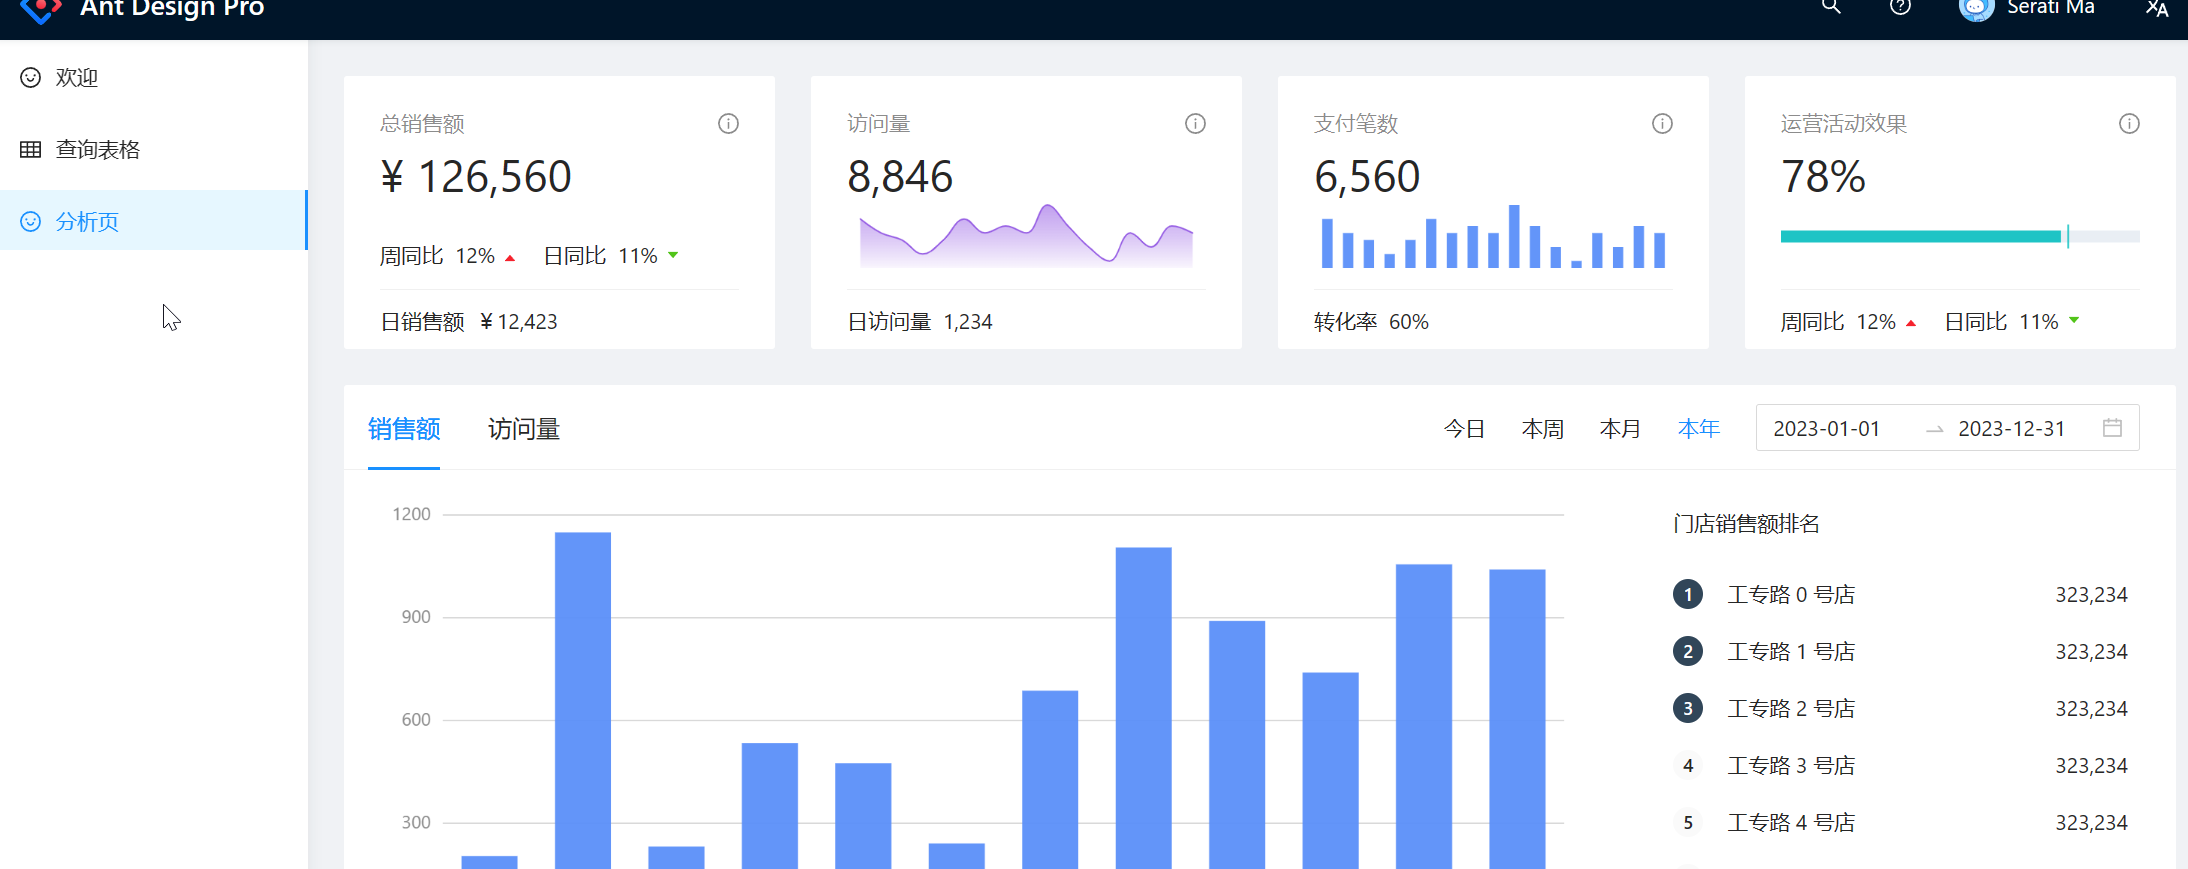 Ant Design Pro
Serati Ma
欢迎
查询表格
分析页
总销售额
¥ 126,560
周同比 12% 日同比 11%
日销售额 ¥ 12,423
访问量
8,846
日访问量 1,234
支付笔数
6,560
转化率 60%
运营活动效果
78%
周同比 12% 日同比 11%
销售额 访问量 今日 本周 本月 本年 2023-01-01 2023-12-31
1200
900
600
300
门店销售额排名
1 工专路 0 号店 323,234
2 工专路 1 号店 323,234
3 工专路 2 号店 323,234
4 工专路 3 号店 323,234
5 工专路 4 号店 323,234